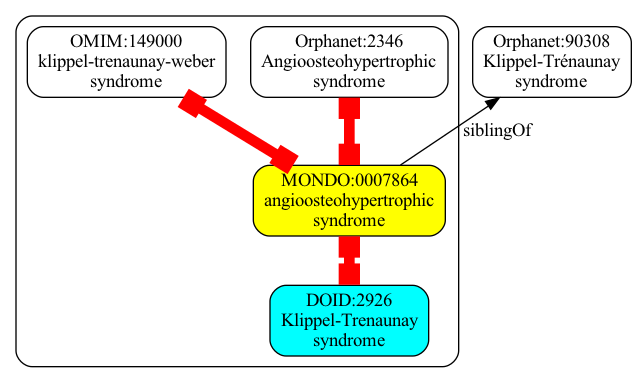 OMIM:149000
klippel-trenaunay-weber
syndrome
Orphanet:2346
Angioosteohypertrophic
syndrome
Orphanet:90308
Klippel-Trénaunay
syndrome
siblingOf
MONDO:0007864
angioosteohypertrophic
syndrome
DOID:2926
Klippel-Trenaunay
syndrome